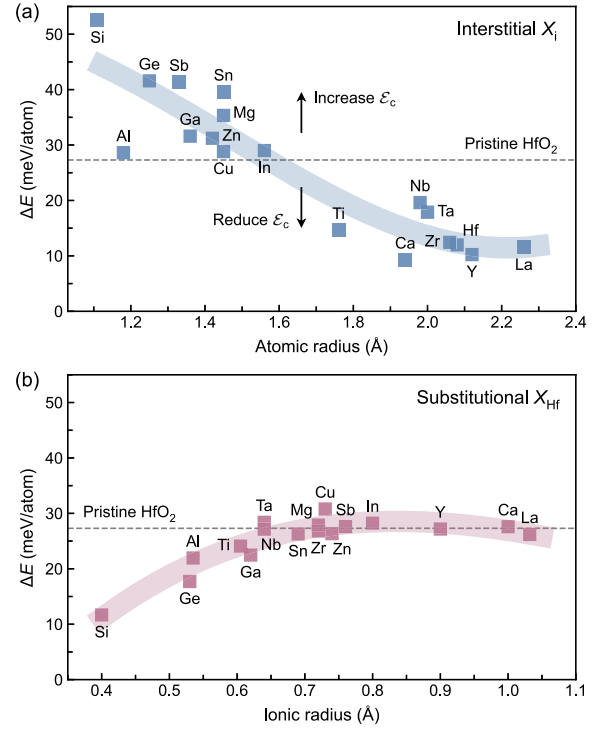 (a)
Interstitial Xi
Si
Ge
Sb
Sn
Increase ℰc
Mg
Ga
Zn
Al
Cu
In
Pristine HfO2
Reduce ℰc
Nb
Ta
Ti
Ca
Zr
Hf
Y
La
ΔE (meV/atom)
0
10
20
30
40
50
1.2
1.4
1.6
1.8
2.0
2.2
2.4
Atomic radius (Å)
(b)
Substitutional XHf
Pristine HfO2
Si
Ge
Al
Ti
Ga
Ta
Nb
Mg
Sn
Cu
Zr
Zn
Sb
In
Y
Ca
La
ΔE (meV/atom)
0
10
20
30
40
50
0.4
0.5
0.6
0.7
0.8
0.9
1.0
1.1
Ionic radius (Å)